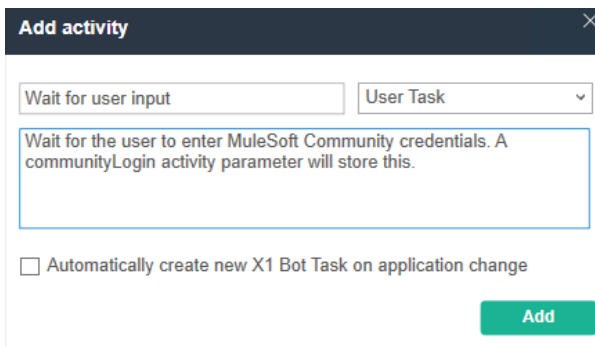 Add activity
Wait for user input
User Task
Wait for the user to enter MuleSoft Community credentials. A
communityLogin activity parameter will store this.
Automatically create new X1 Bot Task on application change
Add